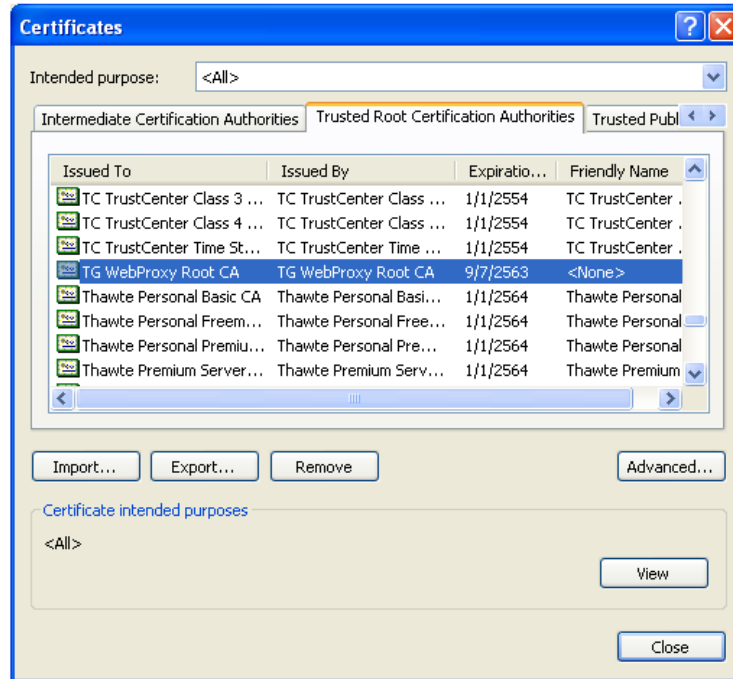 Certificates
Intended purpose: <All>
Intermediate Certification Authorities Trusted Root Certification Authorities Trusted Publ
Issued To Issued By Expiratio... Friendly Name
TC TrustCenter Class 3 ... TC TrustCenter Class ... 1/1/2554 TC TrustCenter .
TC TrustCenter Class 4 ... TC TrustCenter Class ... 1/1/2554 TC TrustCenter .
TC TrustCenter Time St... TC TrustCenter Time ... 1/1/2554 TC TrustCenter .
TG WebProxy Root CA TG WebProxy Root CA 9/7/2563 <None>
Thawte Personal Basic CA Thawte Personal Basi... 1/1/2564 Thawte Personal
Thawte Personal Freem... Thawte Personal Free... 1/1/2564 Thawte Personal
Thawte Personal Premiu... Thawte Personal Pre... 1/1/2564 Thawte Personal
Thawte Premium Server... Thawte Premium Serv... 1/1/2564 Thawte Premium
Import... Export... Remove Advanced...
Certificate intended purposes
<All>
View
Close